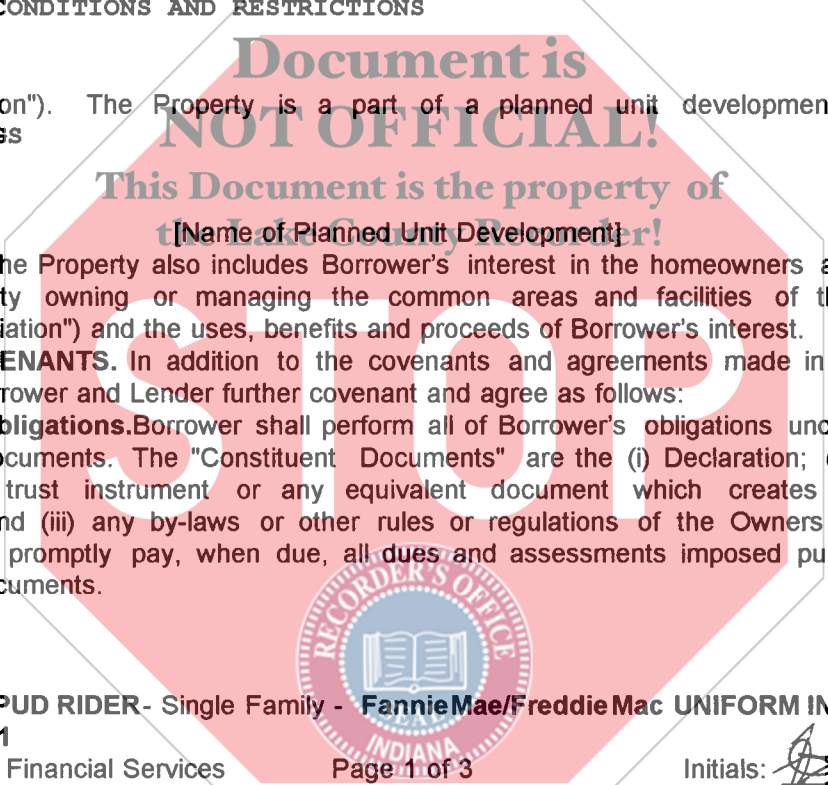 CONDITIONS AND RESTRICTIONS
Document is
on"). The Property is a part of a planned unit developmen
NOT OFFICIAL!
GS
This Document is the property of
the Lake County Recorder!
[Name of Planned Unit Development]
he Property also includes Borrower's interest in the homeowners a
ty owning or managing the common areas and facilities of th
iation") and the uses, benefits and proceeds of Borrower's interest.
ENANTS. In addition to the covenants and agreements made in
rower and Lender further covenant and agree as follows:
bligations.Borrower shall perform all of Borrower's obligations und
ocuments. The "Constituent Documents" are the (i) Declaration; (
trust instrument or any equivalent document which creates
nd (iii) any by-laws or other rules or regulations of the Owners
promptly pay, when due, all dues and assessments imposed pu
cuments.
STOP
RECORDER'S OFFICE
SEAL
INDIANA
PUD RIDER- Single Family - Fannie Mae/Freddie Mac UNIFORM IN
1
Financial Services Page 1 of 3 Initials: